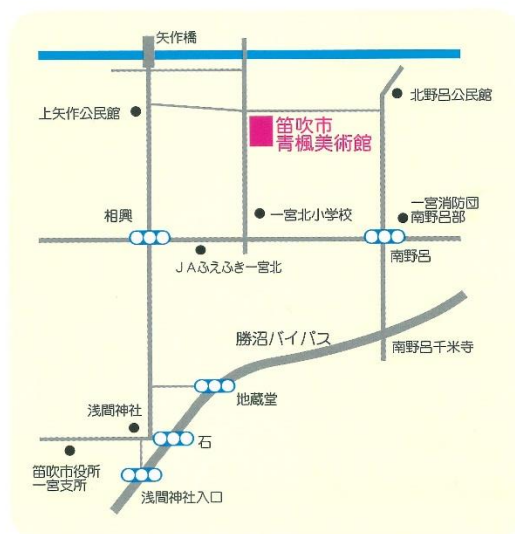 矢作橋
北野呂公民館
上矢作公民館
笛吹市
青楓美術館
一宮消防団
南野呂部
相興
一宮北小学校
南野呂
JAふえふき一宮北
勝沼バイパス
南野呂千米寺
地蔵堂
浅間神社
石
笛吹市役所
一宮支所
浅間神社入口